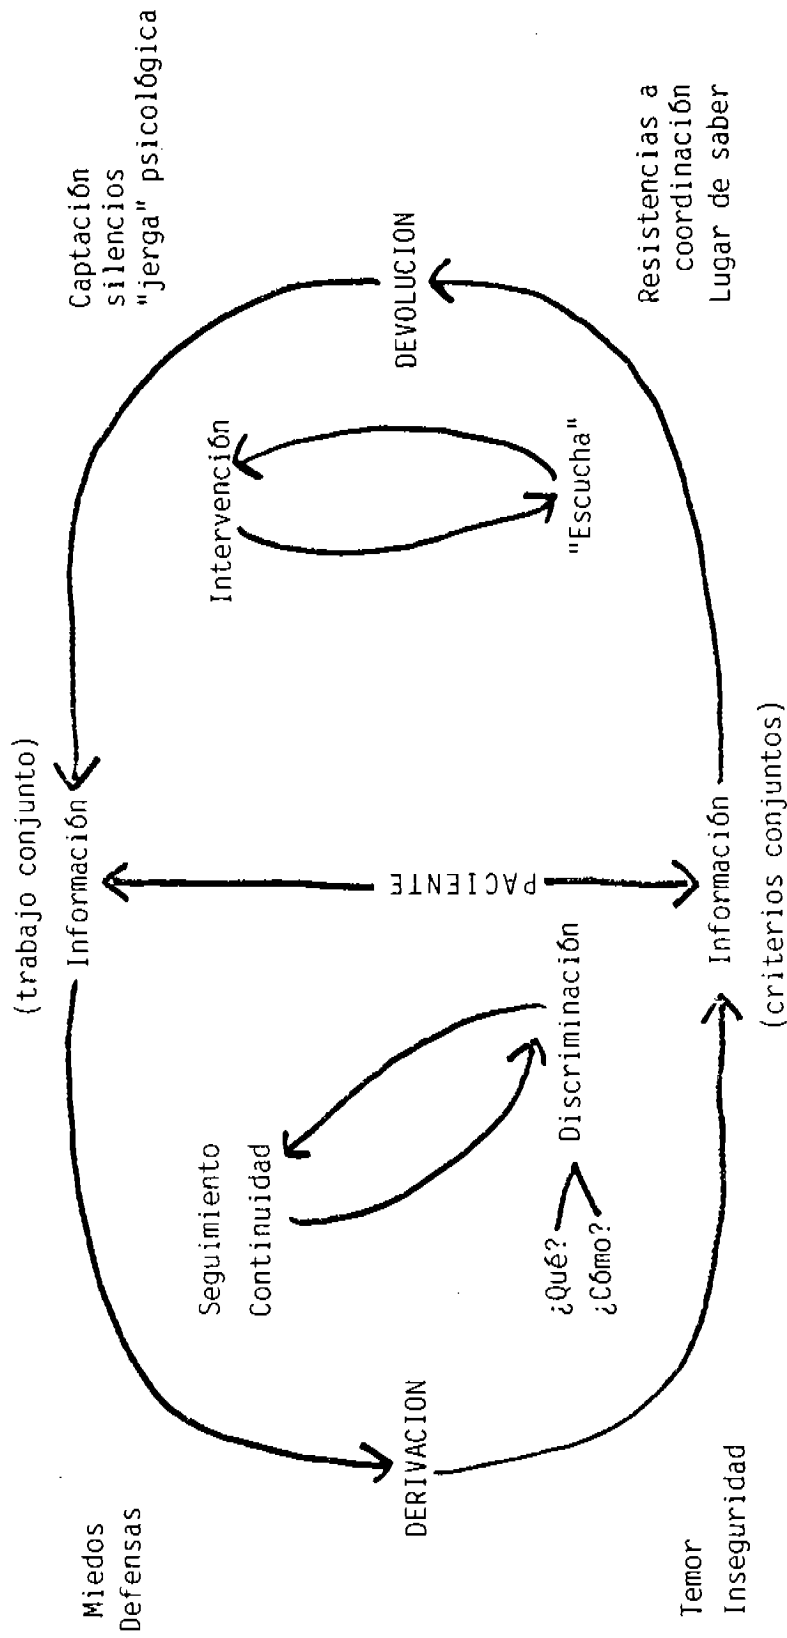 (trabajo conjunto)
Información
Miedos
Defensas
Captación
silencios
"jerga" psicológica
Seguimiento
Continuidad
Intervención
DERIVACION
PACIENTE
DEVOLUCION
¿Qué?
¿Cómo?
Discriminación
"Escucha"
Temor
Inseguridad
Información
(criterios conjuntos)
Resistencias a
coordinación
Lugar de saber